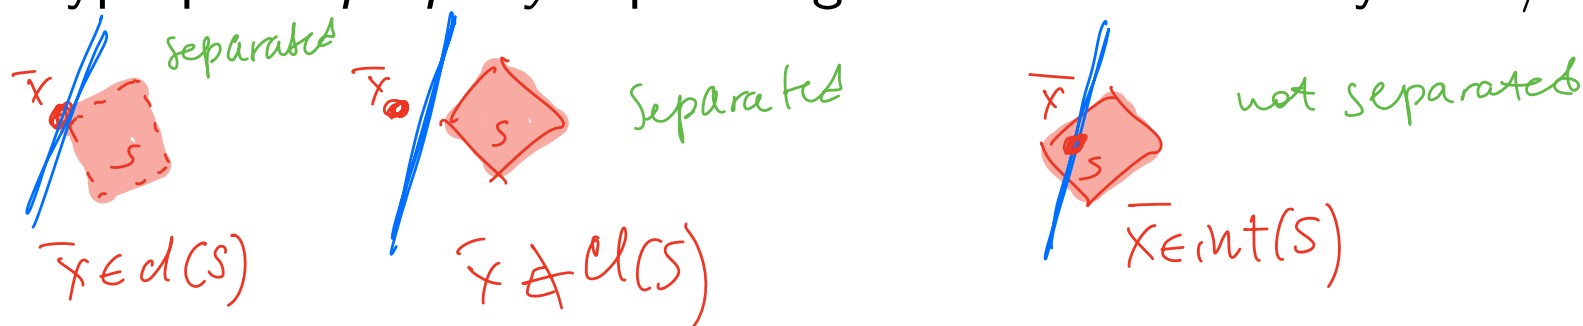 separated
x̄
S
x̄ ∈ cl(S)
x̄
S
Separated
x̄ ∉ cl(S)
x̄
S
not separated
x̄ ∈ int(S)